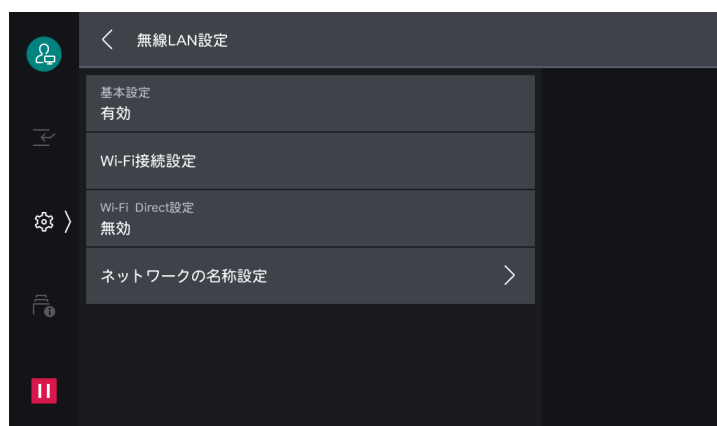 無線LAN設定
基本設定
有効
Wi-Fi接続設定
Wi-Fi Direct設定
無効
ネットワークの名称設定